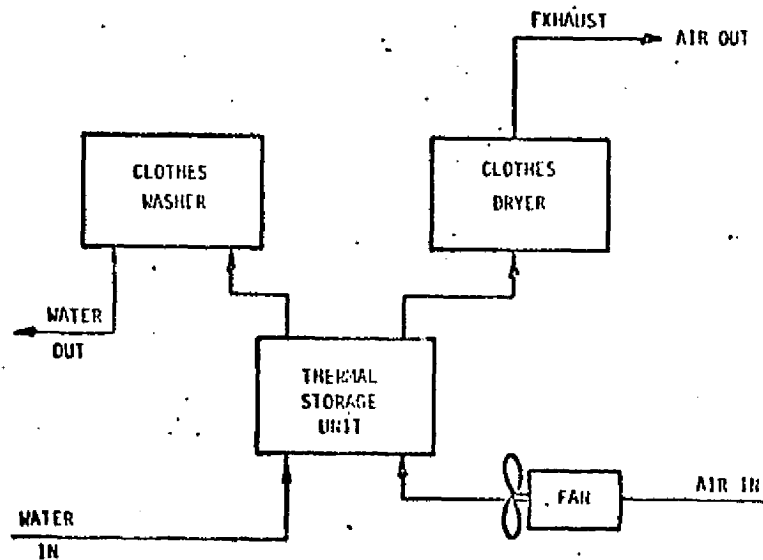 EXHAUST
AIR OUT
CLOTHES
WASHER
CLOTHES
DRYER
WATER
OUT
THERMAL
STORAGE
UNIT
FAN
AIR IN
WATER
IN